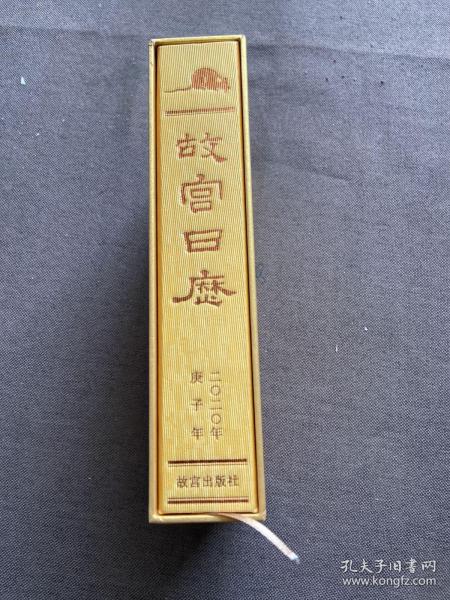 故宫日歷
二〇二〇年
庚子年
故宫出版社
孔夫子旧书网
www.kongfz.com